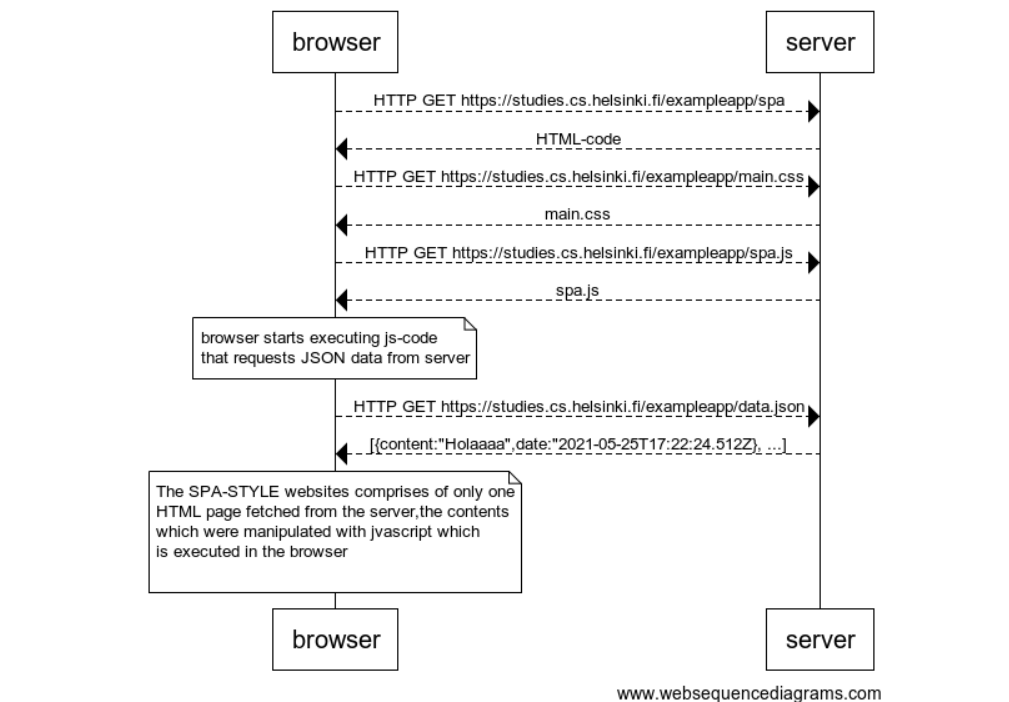 browser
server
HTTP GET https://studies.cs.helsinki.fi/exampleapp/spa
HTML-code
HTTP GET https://studies.cs.helsinki.fi/exampleapp/main.css
main.css
HTTP GET https://studies.cs.helsinki.fi/exampleapp/spa.js
spa.js
browser starts executing js-code
that requests JSON data from server
HTTP GET https://studies.cs.helsinki.fi/exampleapp/data.json
[{content:"Holaaaa",date:"2021-05-25T17:22:24.512Z}, ...]
The SPA-STYLE websites comprises of only one
HTML page fetched from the server,the contents
which were manipulated with jvascript which
is executed in the browser
browser
server
www.websequencediagrams.com